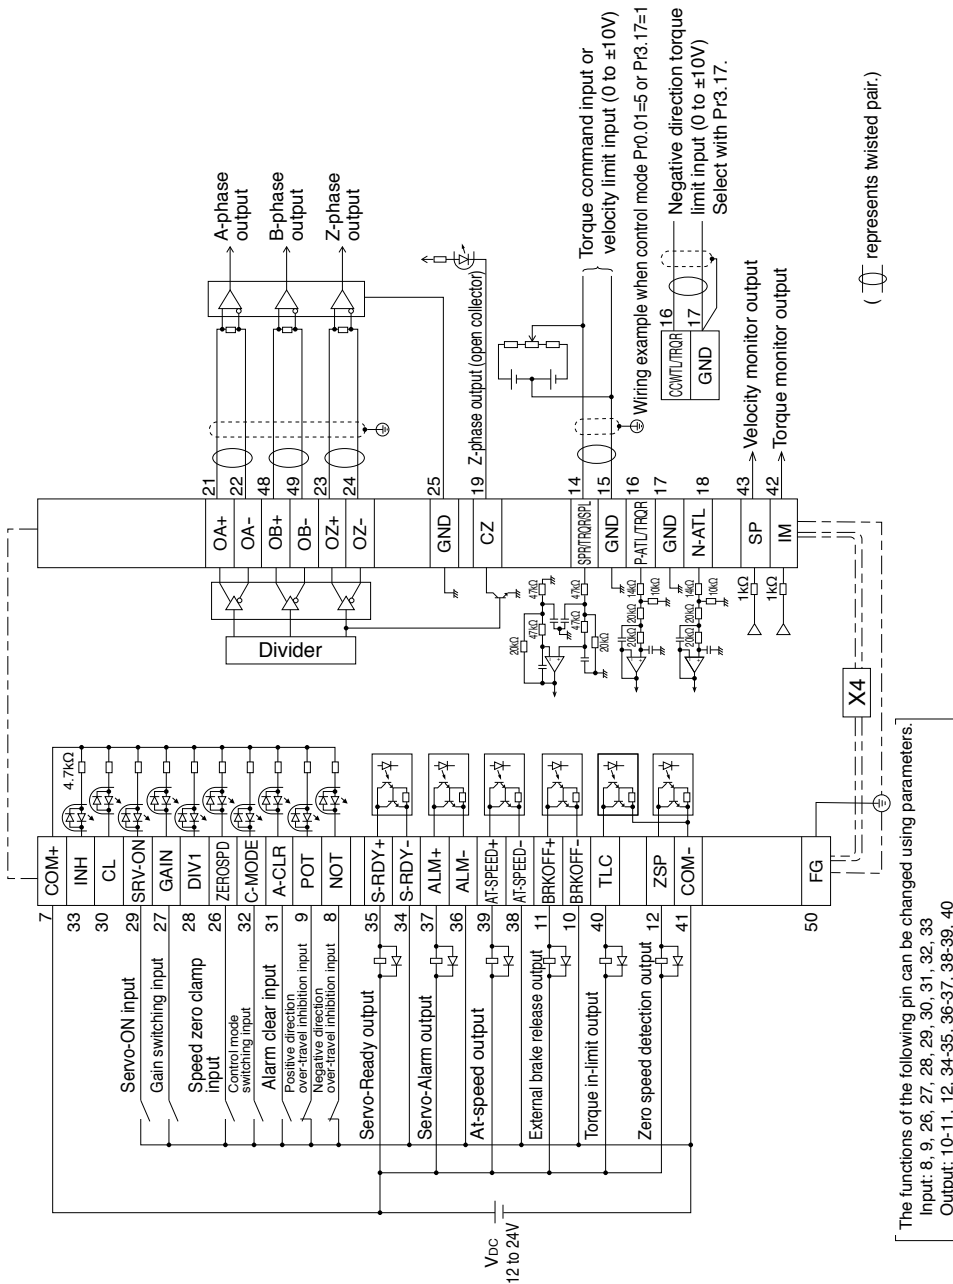 VDC
12 to 24V
Servo-ON input
Gain switching input
Speed zero clamp
input
Control mode
switching input
Alarm clear input
Positive direction
over-travel inhibition input
Negative direction
over-travel inhibition input
Servo-Ready output
Servo-Alarm output
At-speed output
External brake release output
Torque in-limit output
Zero speed detection output
7 COM+
33 INH
30 CL
29 SRV-ON
27 GAIN
28 DIV1
26 ZEROSPD
32 C-MODE
31 A-CLR
9 POT
8 NOT
35 S-RDY+
34 S-RDY-
37 ALM+
36 ALM-
39 AT-SPEED+
38 AT-SPEED-
11 BRKOFF+
10 BRKOFF-
40 TLC
12 ZSP
41 COM-
50 FG
4.7kΩ
Divider
X4
OA+ 21
OA- 22
OB+ 48
OB- 49
OZ+ 23
OZ- 24
GND 25
CZ 19
SPR/TRQR/SPL 14
GND 15
P-ATL/TRQR 16
GND 17
N-ATL 18
SP 43
IM 42
20kΩ
47kΩ
47kΩ
47kΩ
47kΩ
20kΩ
20kΩ
20kΩ
14kΩ
10kΩ
20kΩ
20kΩ
14kΩ
10kΩ
1kΩ
1kΩ
A-phase
output
B-phase
output
Z-phase
output
Z-phase output (open collector)
Torque command input or
velocity limit input (0 to ±10V)
Wiring example when control mode Pr0.01=5 or Pr3.17=1
CCWTL/TRQR 16
GND 17
Negative direction torque
limit input (0 to ±10V)
Select with Pr3.17.
Velocity monitor output
Torque monitor output
( represents twisted pair.)
The functions of the following pin can be changed using parameters.
Input: 8, 9, 26, 27, 28, 29, 30, 31, 32, 33
Output: 10-11, 12, 34-35, 36-37, 38-39, 40